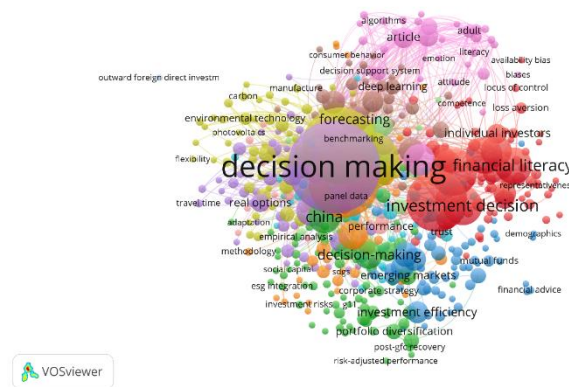 algorithms
adult
article
consumer behavior
emotion
literacy
decision support system
availability bias
outward foreign direct investm
biases
attitude
manufacture
deep learning
locus of control
carbon
competence
loss aversion
environmental technology
forecasting
photovoltaics
individual investors
benchmarking
flexibility
decision making
financial literacy
representativenes
panel data
travel time
real options
investment decision
china
adaptation
performance
trust
empirical analysis
demographics
methodology
decision-making
mutual funds
social capital
sdgs
emerging markets
esg integration
corporate strategy
financial advice
investment risks
g11
investment efficiency
portfolio diversification
post-gfc recovery
risk-adjusted performance
VOSviewer